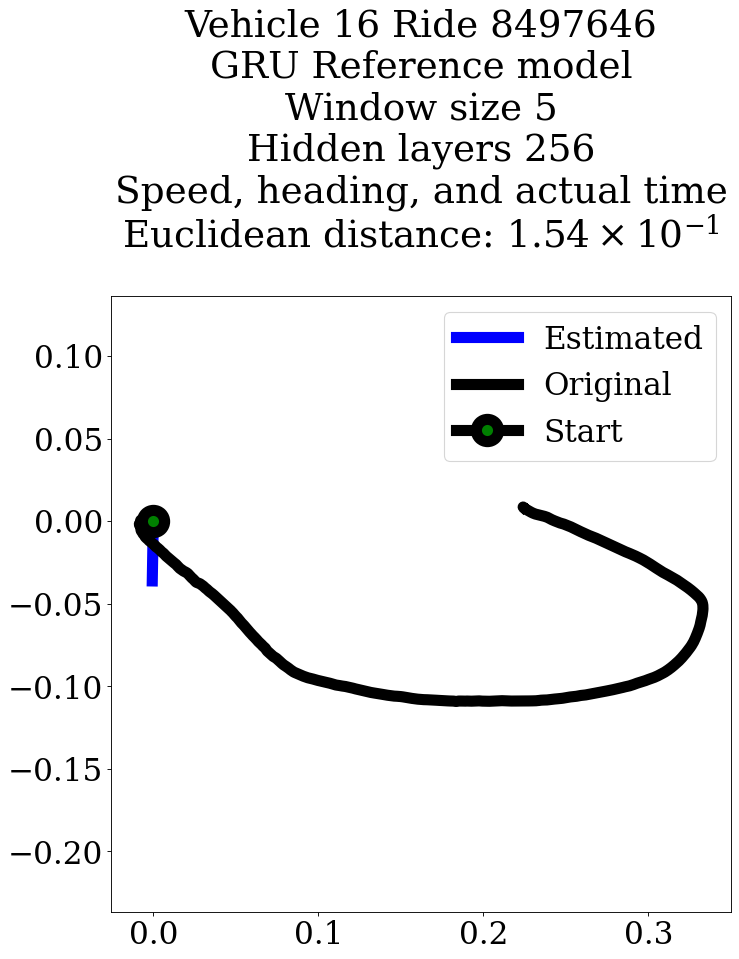 Vehicle 16 Ride 8497646
GRU Reference model
Window size 5
Hidden layers 256
Speed, heading, and actual time
Euclidean distance: 1.54 × 10⁻¹
Estimated
Original
Start
0.10
0.05
0.00
−0.05
−0.10
−0.15
−0.20
0.0 0.1 0.2 0.3